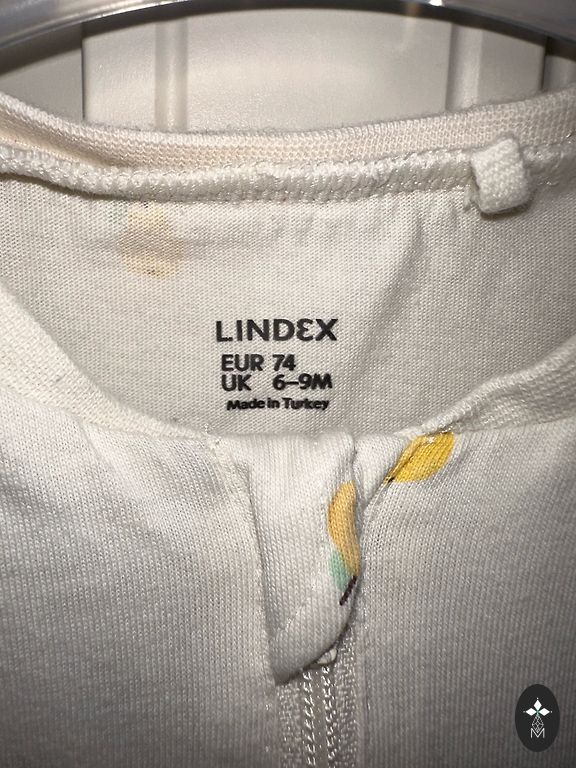 LINDEX
EUR 74
UK 6–9M
Made in Turkey
M